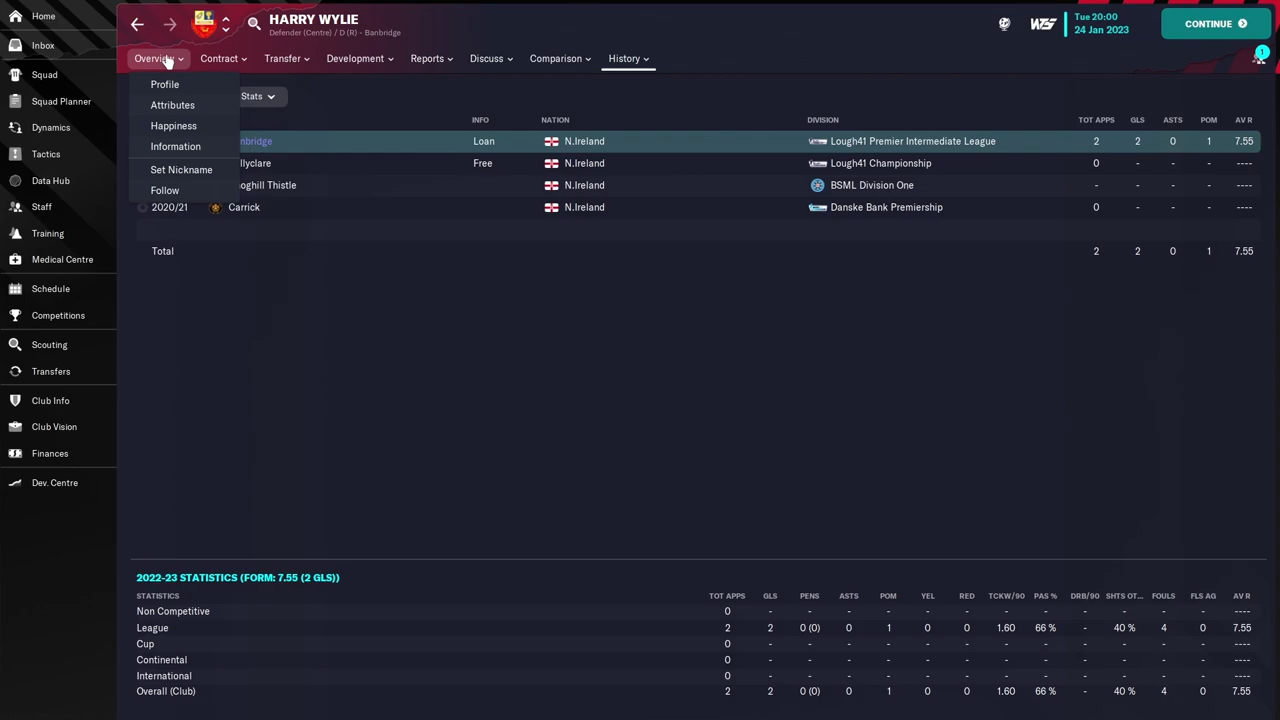 Home
HARRY WYLIE
Defender (Centre) / D (R) - Banbridge
Tue 20:00
24 Jan 2023
CONTINUE
Inbox
Squad
Squad Planner
Dynamics
Tactics
Data Hub
Staff
Training
Medical Centre
Schedule
Competitions
Scouting
Transfers
Club Info
Club Vision
Finances
Dev. Centre
Overview Contract Transfer Development Reports Discuss Comparison History 1
Profile
Attributes
Happiness
Information
Set Nickname
Follow
Stats
INFO NATION DIVISION TOT APPS GLS ASTS POM AV R
nbridge Loan N.Ireland Lough41 Premier Intermediate League 2 2 0 1 7.55
llyclare Free N.Ireland Lough41 Championship 0 - - - ----
oghill Thistle N.Ireland BSML Division One - - - - ----
2020/21 Carrick N.Ireland Danske Bank Premiership 0 - - - ----
Total 2 2 0 1 7.55
2022-23 STATISTICS (FORM: 7.55 (2 GLS))
STATISTICS TOT APPS GLS PENS ASTS POM YEL RED TCKW/90 PAS % DRB/90 SHTS OT... FOULS FLS AG AV R
Non Competitive 0 - - - - - - - - - - - - ----
League 2 2 0 (0) 0 1 0 0 1.60 66 % - 40 % 4 0 7.55
Cup 0 - - - - - - - - - - - - ----
Continental 0 - - - - - - - - - - - - ----
International 0 - - - - - - - - - - - - ----
Overall (Club) 2 2 0 (0) 0 1 0 0 1.60 66 % - 40 % 4 0 7.55